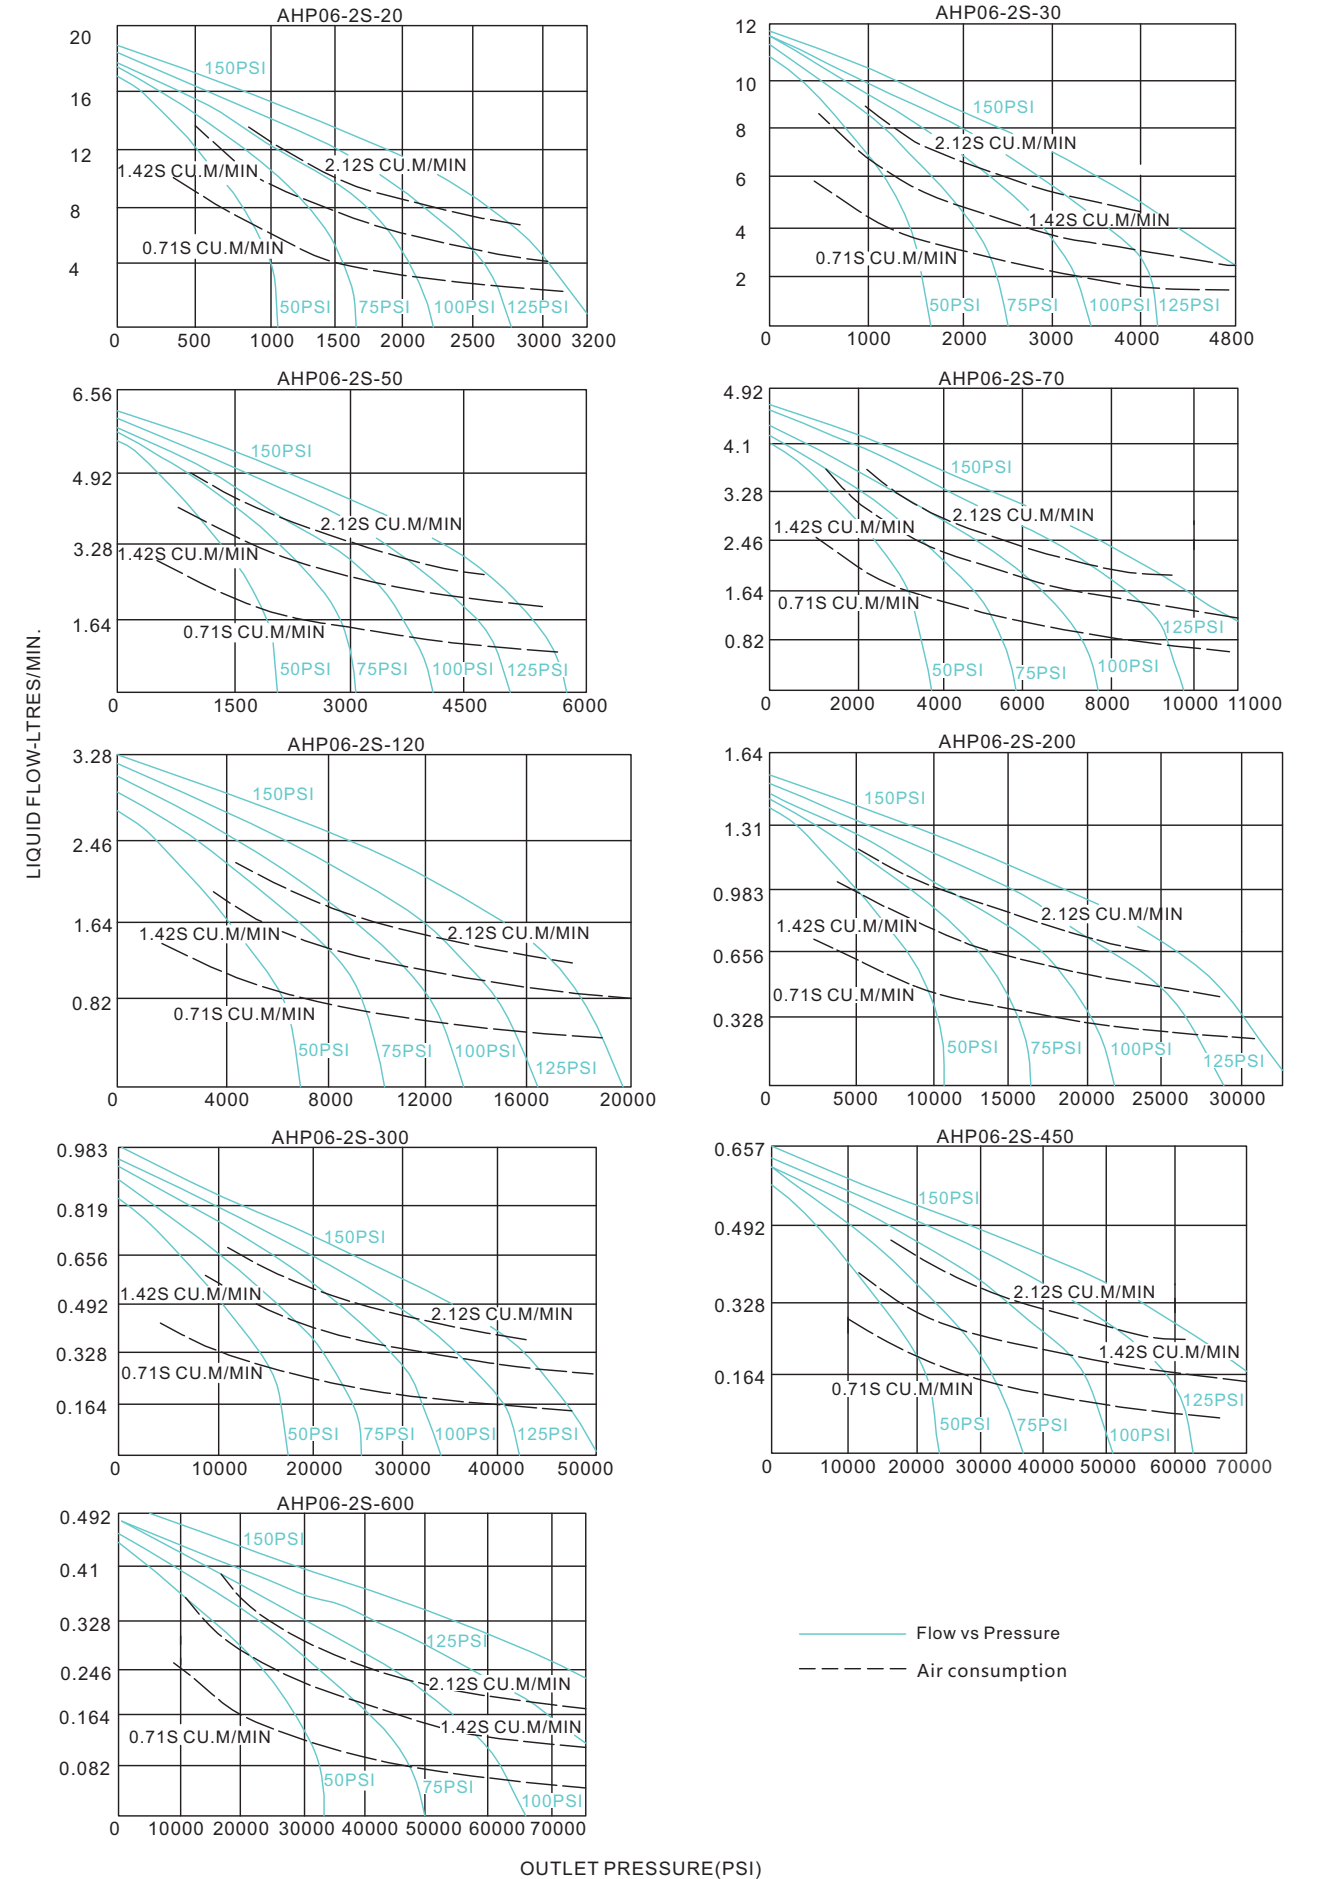 LIQUID FLOW-LTRES/MIN.
AHP06-2S-20
20
16
12
8
4
150PSI
2.12S CU.M/MIN
1.42S CU.M/MIN
0.71S CU.M/MIN
50PSI 75PSI 100PSI 125PSI
0 500 1000 1500 2000 2500 3000 3200
AHP06-2S-30
12
10
8
6
4
2
150PSI
2.12S CU.M/MIN
1.42S CU.M/MIN
0.71S CU.M/MIN
50PSI 75PSI 100PSI 125PSI
0 1000 2000 3000 4000 4800
AHP06-2S-50
6.56
4.92
3.28
1.64
150PSI
2.12S CU.M/MIN
1.42S CU.M/MIN
0.71S CU.M/MIN
50PSI 75PSI 100PSI 125PSI
0 1500 3000 4500 6000
AHP06-2S-70
4.92
4.1
3.28
2.46
1.64
0.82
150PSI
2.12S CU.M/MIN
1.42S CU.M/MIN
0.71S CU.M/MIN
125PSI
50PSI 75PSI 100PSI
0 2000 4000 6000 8000 10000 11000
AHP06-2S-120
3.28
2.46
1.64
0.82
150PSI
2.12S CU.M/MIN
1.42S CU.M/MIN
0.71S CU.M/MIN
50PSI 75PSI 100PSI 125PSI
0 4000 8000 12000 16000 20000
AHP06-2S-200
1.64
1.31
0.983
0.656
0.328
150PSI
2.12S CU.M/MIN
1.42S CU.M/MIN
0.71S CU.M/MIN
50PSI 75PSI 100PSI 125PSI
0 5000 10000 15000 20000 25000 30000
AHP06-2S-300
0.983
0.819
0.656
0.492
0.328
0.164
150PSI
1.42S CU.M/MIN
2.12S CU.M/MIN
0.71S CU.M/MIN
50PSI 75PSI 100PSI 125PSI
0 10000 20000 30000 40000 50000
AHP06-2S-450
0.657
0.492
0.328
0.164
150PSI
2.12S CU.M/MIN
1.42S CU.M/MIN
0.71S CU.M/MIN
125PSI
50PSI 75PSI 100PSI
0 10000 20000 30000 40000 50000 60000 70000
AHP06-2S-600
0.492
0.41
0.328
0.246
0.164
0.082
150PSI
125PSI
2.12S CU.M/MIN
1.42S CU.M/MIN
0.71S CU.M/MIN
50PSI 75PSI 100PSI
0 10000 20000 30000 40000 50000 60000 70000
Flow vs Pressure
Air consumption
OUTLET PRESSURE(PSI)